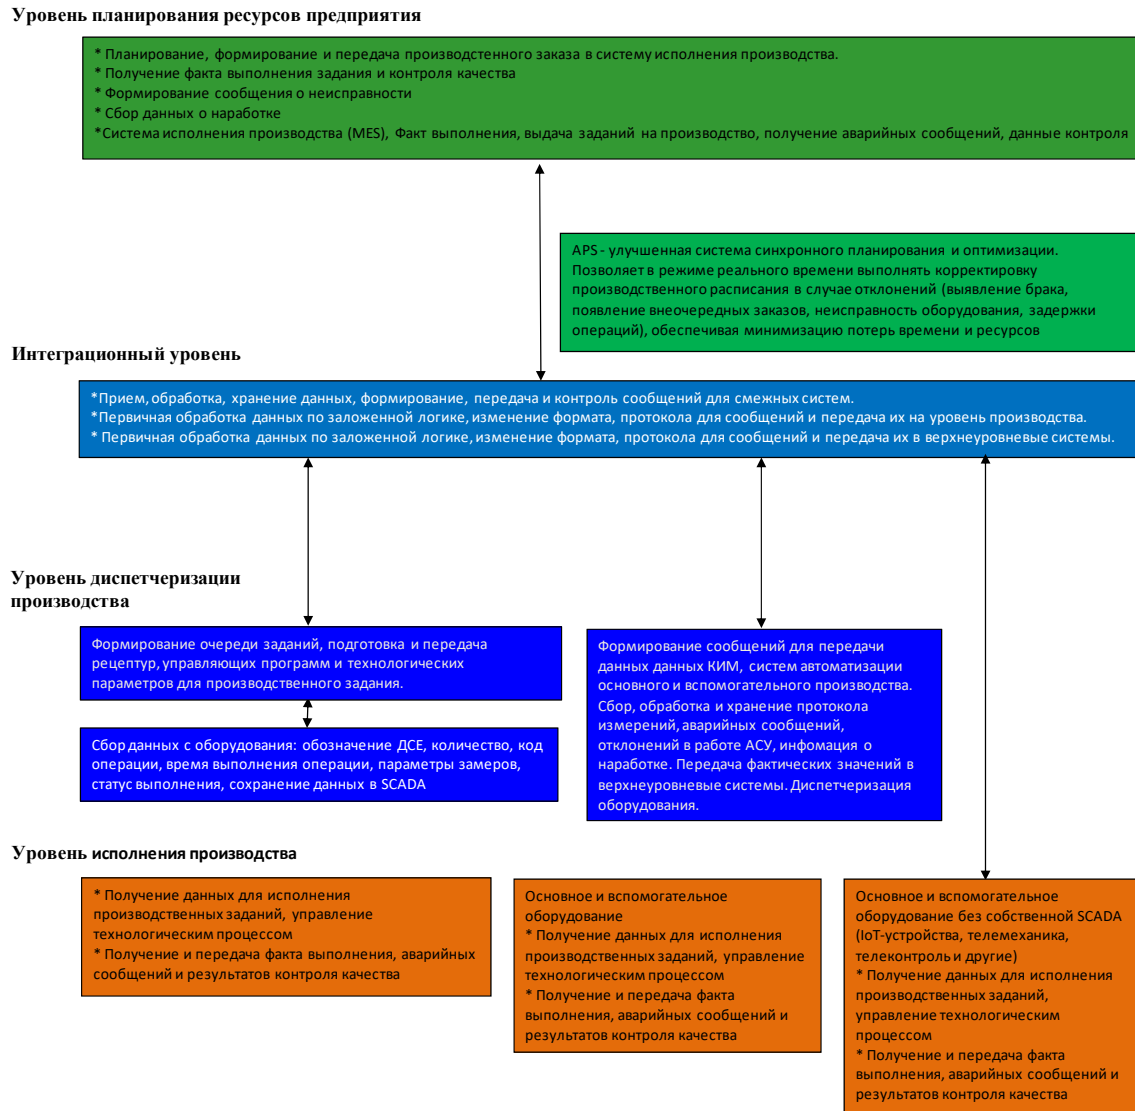 Уровень планирования ресурсов предприятия
* Планирование, формирование и передача производстенного заказа в систему исполнения производства.
* Получение факта выполнения задания и контроля качества
* Формирование сообщения о неисправности
* Сбор данных о наработке
*Система исполнения производства (MES), Факт выполнения, выдача заданий на производство, получение аварийных сообщений, данные контроля
APS - улучшенная система синхронного планирования и оптимизации.
Позволяет в режиме реального времени выполнять корректировку
производственного расписания в случае отклонений (выявление брака,
появление внеочередных заказов, неисправность оборудования, задержки
операций), обеспечивая минимизацию потерь времени и ресурсов
Интеграционный уровень
*Прием, обработка, хранение данных, формирование, передача и контроль сообщений для смежных систем.
*Первичная обработка данных по заложенной логике, изменение формата, протокола для сообщений и передача их на уровень производства.
* Первичная обработка данных по заложенной логике, изменение формата, протокола для сообщений и передача их в верхнеуровневые системы.
Уровень диспетчеризации
производства
Формирование очереди заданий, подготовка и передача
рецептур, управляющих программ и технологических
параметров для производственного задания.
Сбор данных с оборудования: обозначение ДСЕ, количество, код
операции, время выполнения операции, параметры замеров,
статус выполнения, сохранение данных в SCADA
Формирование сообщений для передачи
данных данных КИМ, систем автоматизации
основного и вспомогательного производства.
Сбор, обработка и хранение протокола
измерений, аварийных сообщений,
отклонений в работе АСУ, инфомация о
наработке. Передача фактических значений в
верхнеуровневые системы. Диспетчеризация
оборудования.
Уровень исполнения производства
* Получение данных для исполнения
производственных заданий, управление
технологическим процессом
* Получение и передача факта выполнения, аварийных
сообщений и результатов контроля качества
Основное и вспомогательное
оборудование
* Получение данных для исполнения
производственных заданий, управление
технологическим процессом
* Получение и передача факта
выполнения, аварийных сообщений и
результатов контроля качества
Основное и вспомогательное
оборудование без собственной SCADA
(IoT-устройства, телемеханика,
телеконтроль и другие)
* Получение данных для исполнения
производственных заданий,
управление технологическим
процессом
* Получение и передача факта
выполнения, аварийных сообщений и
результатов контроля качества